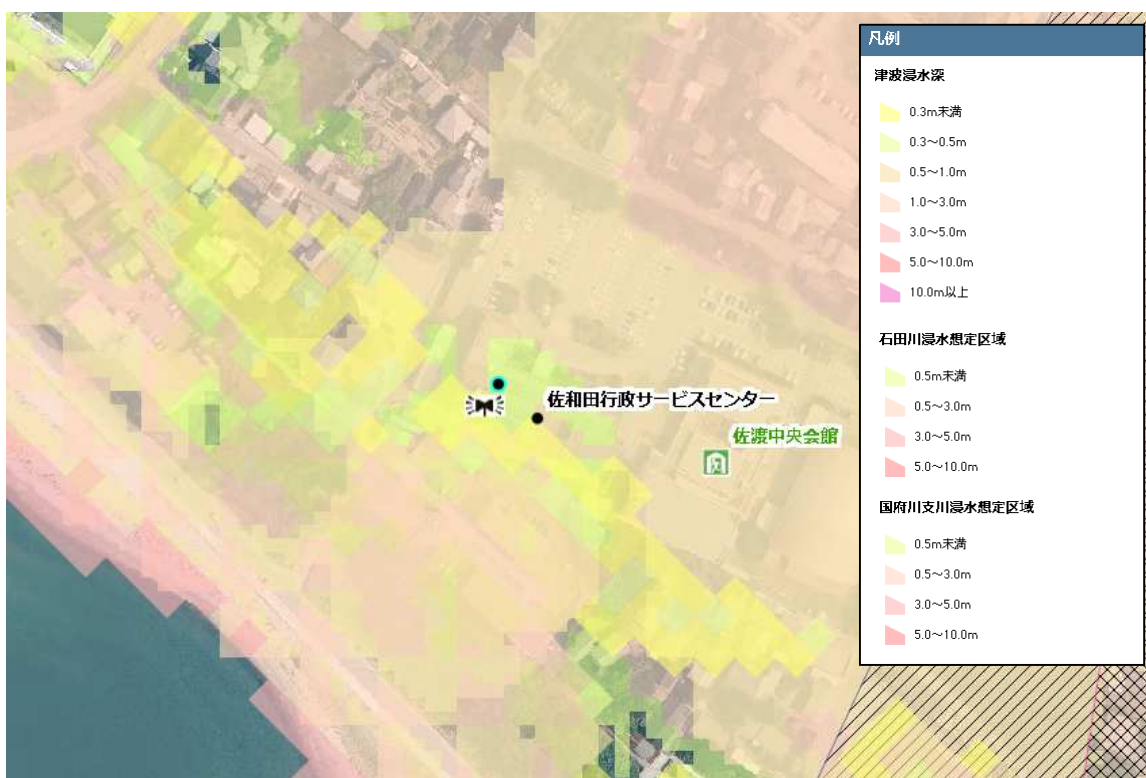 凡例
津波浸水深
0.3m未満
0.3～0.5m
0.5～1.0m
1.0～3.0m
3.0～5.0m
5.0～10.0m
10.0m以上
石田川浸水想定区域
0.5m未満
0.5～3.0m
3.0～5.0m
5.0～10.0m
国府川支川浸水想定区域
0.5m未満
0.5～3.0m
3.0～5.0m
5.0～10.0m
佐和田行政サービスセンター
佐渡中央会館